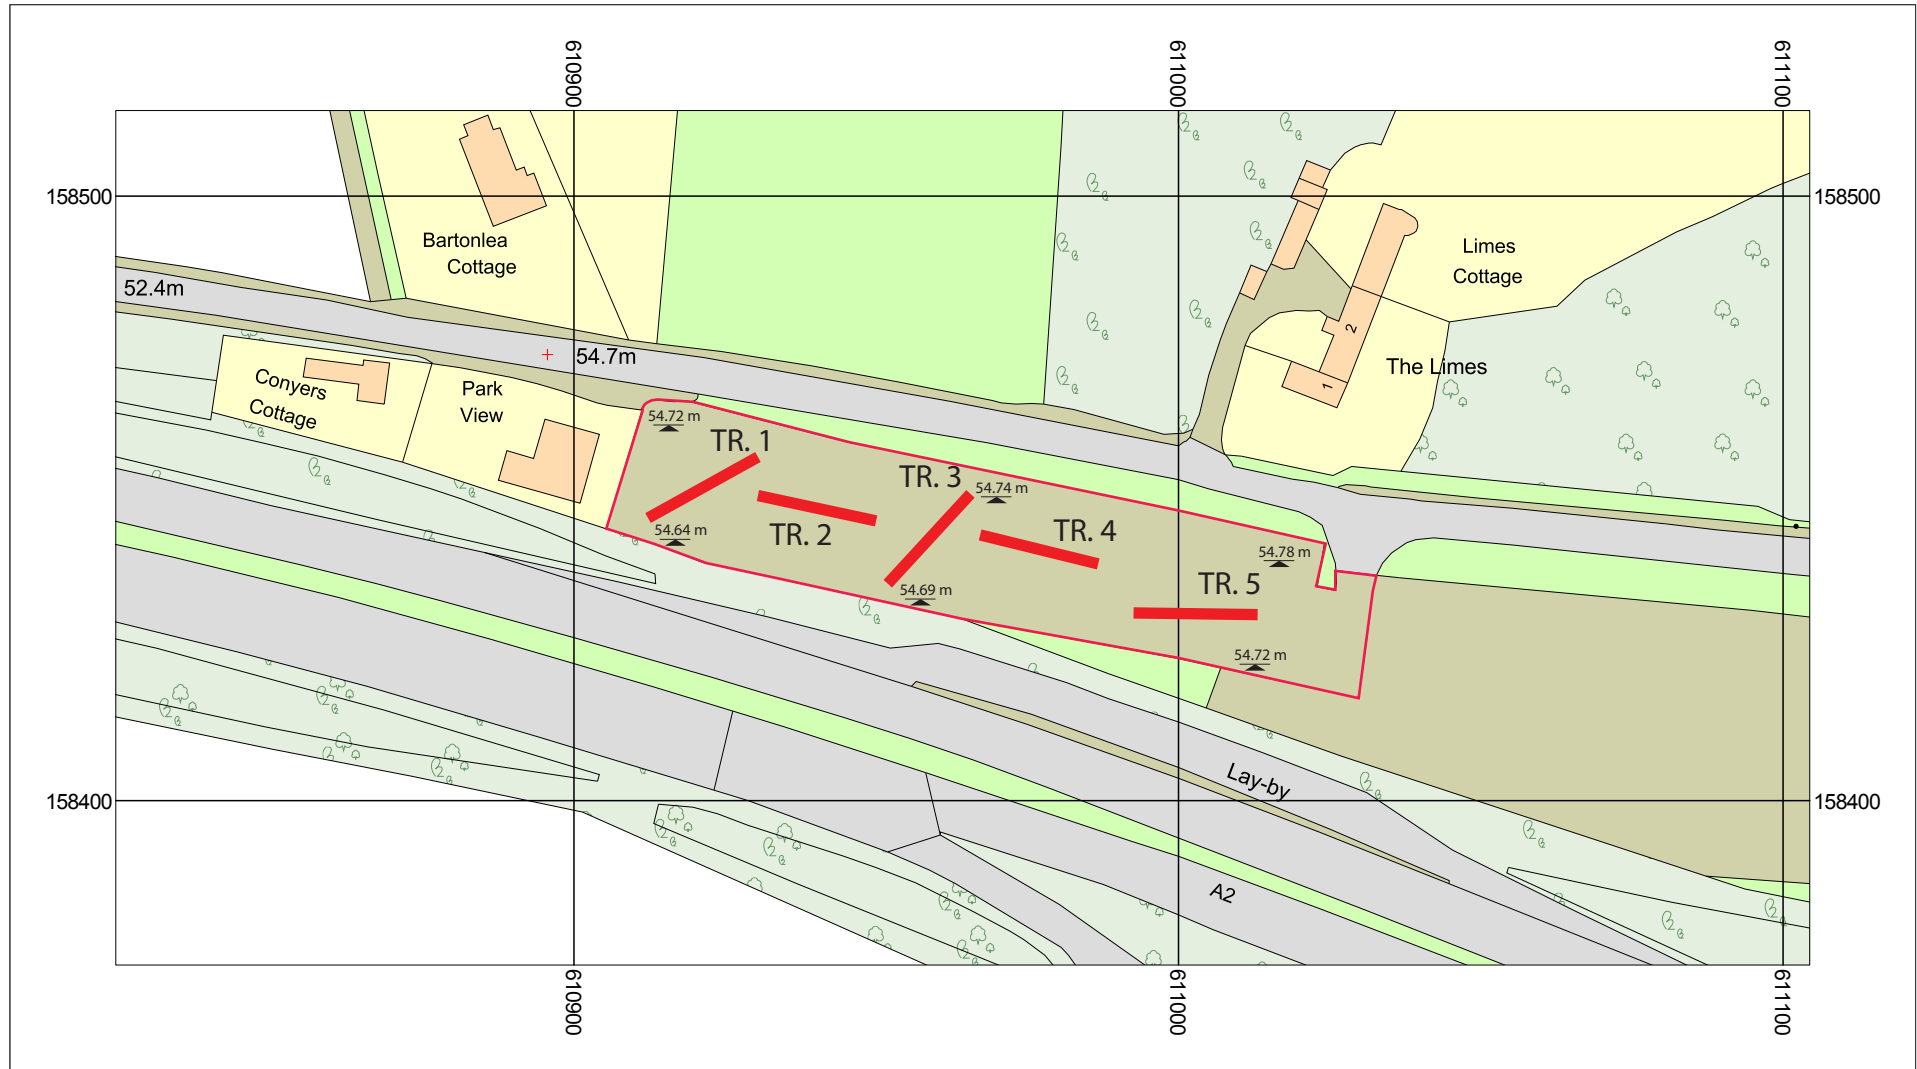 610900
611000
611100
158500
158500
Bartonlea
Cottage
Limes
Cottage
52.4m
54.7m
2
The Limes
1
Conyers
Cottage
Park
View
54.72 m
TR. 1
TR. 3
54.74 m
TR. 2
TR. 4
54.64 m
54.78 m
TR. 5
54.69 m
54.72 m
Lay-by
158400
158400
A2
610900
611000
611100